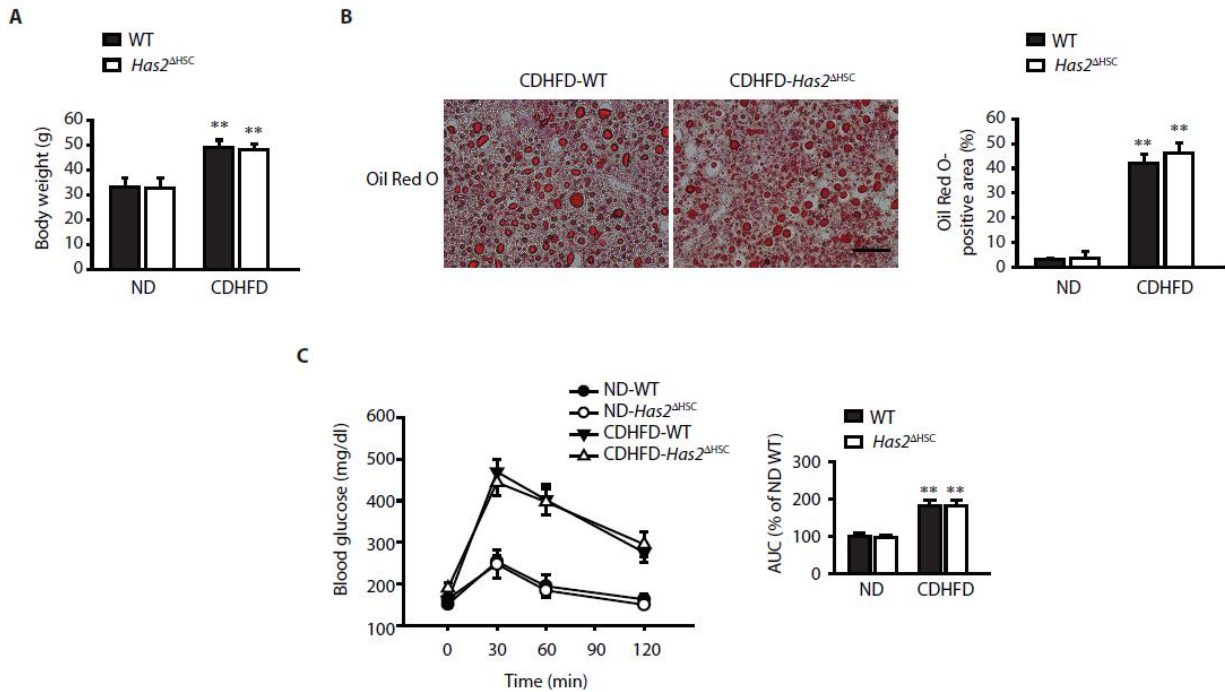 A
WT
Has2ΔHSC
Body weight (g)
60
50
40
30
20
10
0
** **
ND CDHFD
B
CDHFD-WT CDHFD-Has2ΔHSC
Oil Red O
WT
Has2ΔHSC
Oil Red O-
positive area (%)
60
50
40
30
20
10
0
** **
ND CDHFD
C
ND-WT
ND-Has2ΔHSC
CDHFD-WT
CDHFD-Has2ΔHSC
Blood glucose (mg/dl)
600
500
400
300
200
100
0 30 60 90 120
Time (min)
WT
Has2ΔHSC
AUC (% of ND WT)
300
200
100
0
** **
ND CDHFD